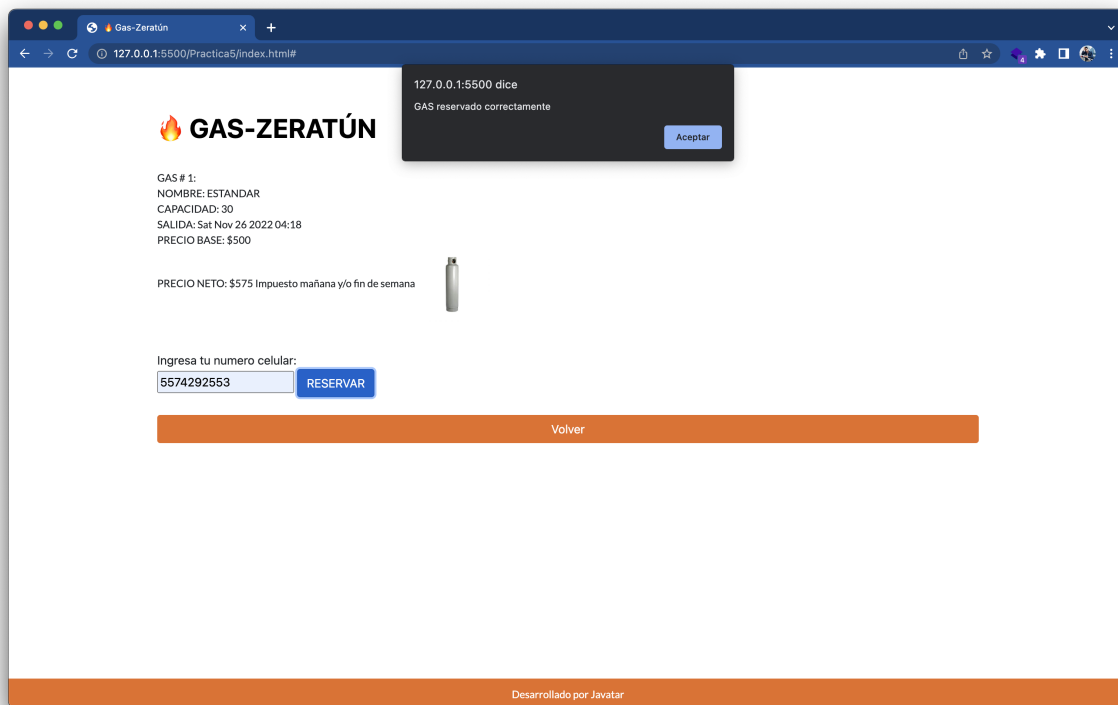 Gas-Zeratún
127.0.0.1:5500/Practica5/index.html#
4
127.0.0.1:5500 dice
GAS reservado correctamente
Aceptar
GAS-ZERATÚN
GAS # 1:
NOMBRE: ESTANDAR
CAPACIDAD: 30
SALIDA: Sat Nov 26 2022 04:18
PRECIO BASE: $500
PRECIO NETO: $575 Impuesto mañana y/o fin de semana
Ingresa tu numero celular:
5574292553 RESERVAR
Volver
Desarrollado por Javatar